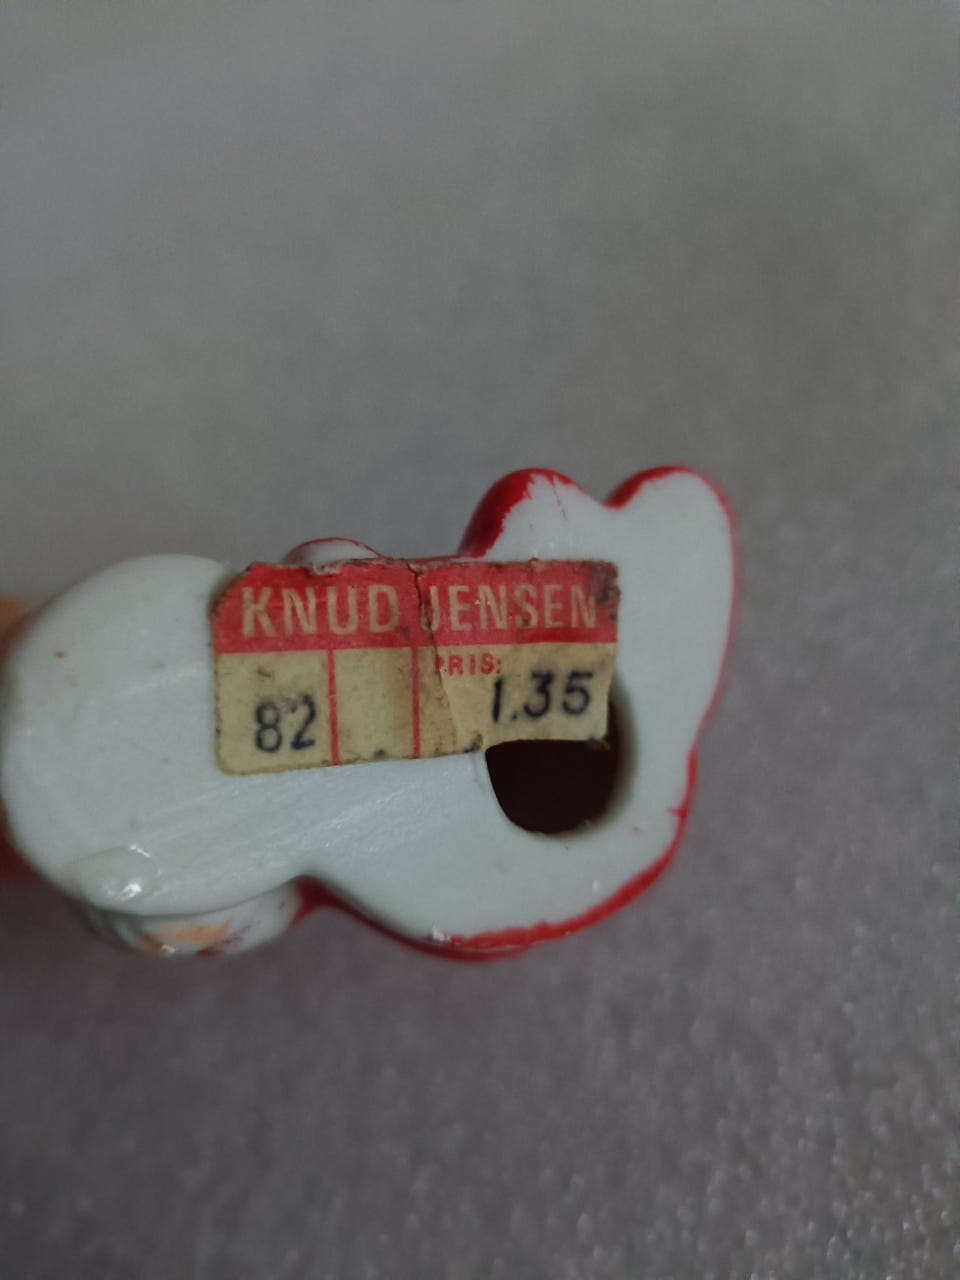 KNUD JENSEN
PRIS:
82 1.35